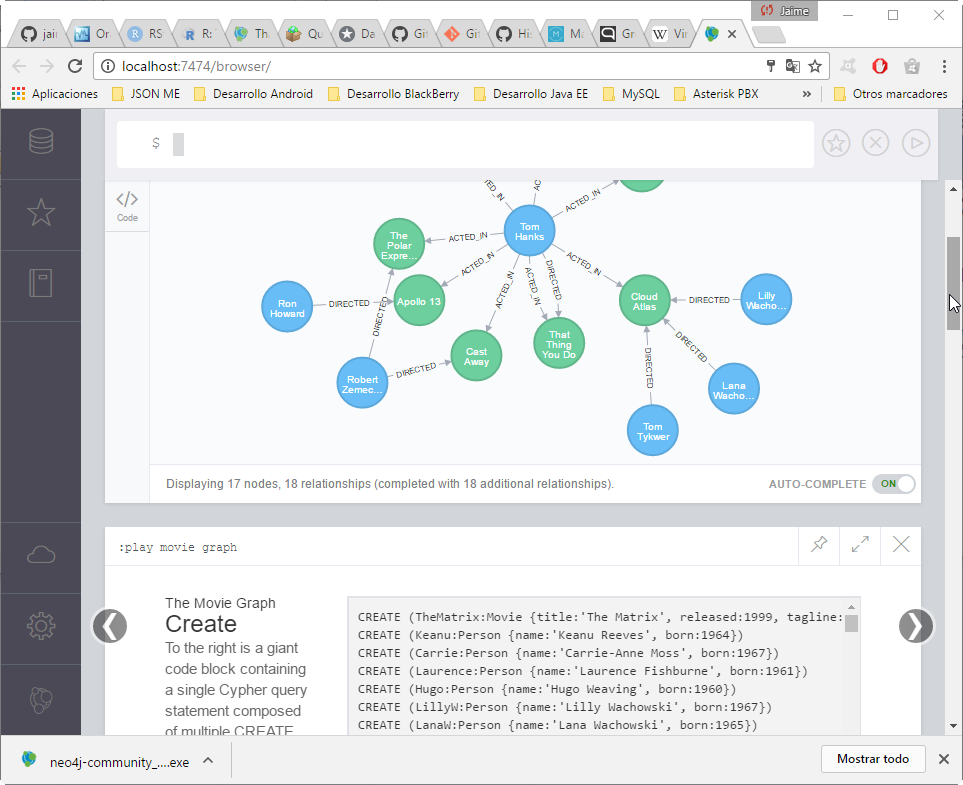 Jaime
jai
Or
RS
R:
Th
Qu
Da
Git
Git
His
Ma
Gr
W Vir
localhost:7474/browser/
Aplicaciones JSON ME Desarrollo Android Desarrollo BlackBerry Desarrollo Java EE MySQL Asterisk PBX » Otros marcadores
$
</>
Code
ACTED_IN
Tom
Hanks
The
Polar
Expre...
ACTED_IN
ACTED_IN
ACTED_IN
ACTED_IN
DIRECTED
ACTED_IN
Ron
Howard
DIRECTED
Apollo 13
DIRECTED
Cloud
Atlas
DIRECTED
Lilly
Wacho...
Cast
Away
That
Thing
You Do
DIRECTED
Robert
Zemec...
DIRECTED
DIRECTED
Lana
Wacho...
Tom
Tykwer
Displaying 17 nodes, 18 relationships (completed with 18 additional relationships).
AUTO-COMPLETE ON
:play movie graph
The Movie Graph
Create
To the right is a giant
code block containing
a single Cypher query
statement composed
of multiple CREATE
CREATE (TheMatrix:Movie {title:'The Matrix', released:1999, tagline:
CREATE (Keanu:Person {name:'Keanu Reeves', born:1964})
CREATE (Carrie:Person {name:'Carrie-Anne Moss', born:1967})
CREATE (Laurence:Person {name:'Laurence Fishburne', born:1961})
CREATE (Hugo:Person {name:'Hugo Weaving', born:1960})
CREATE (LillyW:Person {name:'Lilly Wachowski', born:1967})
CREATE (LanaW:Person {name:'Lana Wachowski', born:1965})
neo4j-community_....exe
Mostrar todo